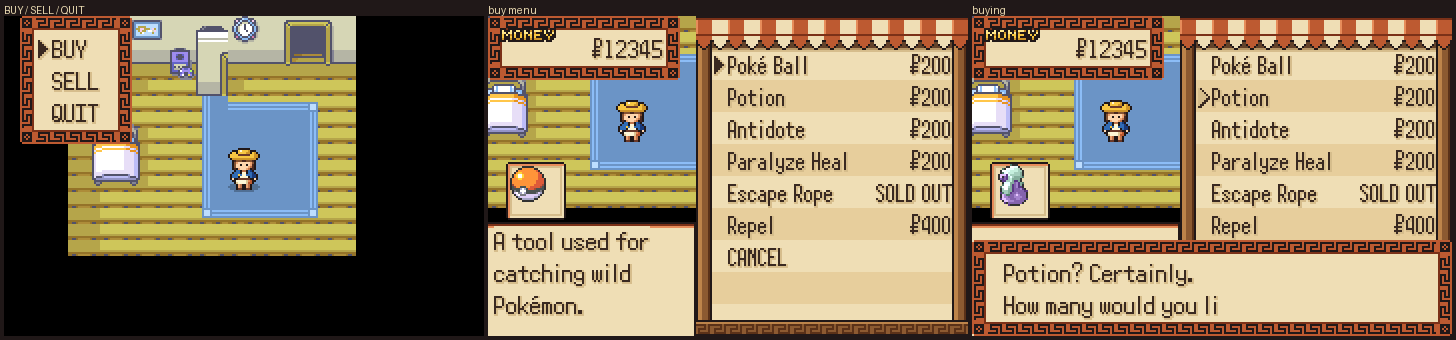 BUY / SELL / QUIT
BUY
SELL
QUIT
buy menu
MONEY
₽12345
Poké Ball ₽200
Potion ₽200
Antidote ₽200
Paralyze Heal ₽200
Escape Rope SOLD OUT
Repel ₽400
CANCEL
A tool used for
catching wild
Pokémon.
buying
MONEY
₽12345
Poké Ball ₽200
Potion ₽200
Antidote ₽200
Paralyze Heal ₽200
Escape Rope SOLD OUT
Repel ₽400
Potion? Certainly.
How many would you li